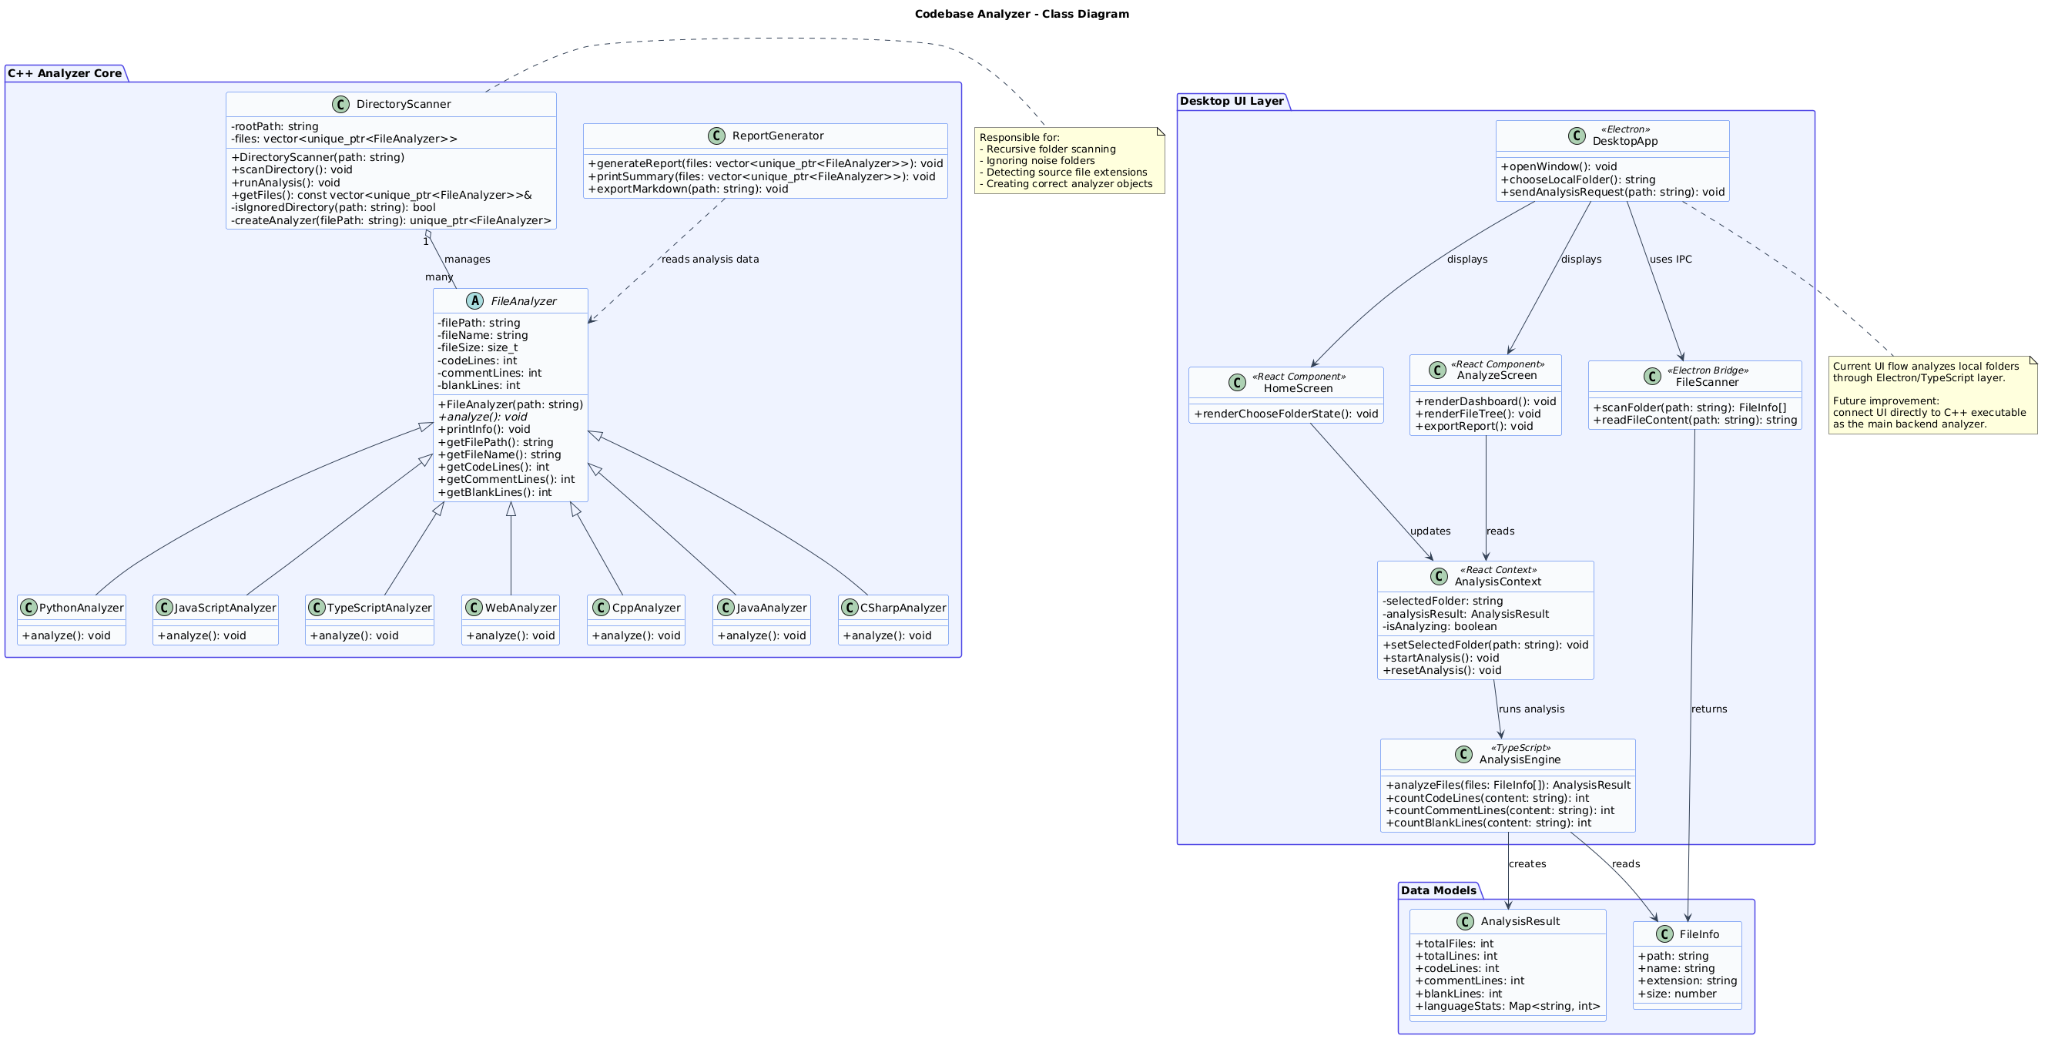 Codebase Analyzer - Class Diagram
C++ Analyzer Core
C DirectoryScanner
-rootPath: string
-files: vector<unique_ptr<FileAnalyzer>>
+DirectoryScanner(path: string)
+scanDirectory(): void
+runAnalysis(): void
+getFiles(): const vector<unique_ptr<FileAnalyzer>>&
-isIgnoredDirectory(path: string): bool
-createAnalyzer(filePath: string): unique_ptr<FileAnalyzer>
C ReportGenerator
+generateReport(files: vector<unique_ptr<FileAnalyzer>>): void
+printSummary(files: vector<unique_ptr<FileAnalyzer>>): void
+exportMarkdown(path: string): void
Responsible for:
- Recursive folder scanning
- Ignoring noise folders
- Detecting source file extensions
- Creating correct analyzer objects
1
manages
many
reads analysis data
A FileAnalyzer
-filePath: string
-fileName: string
-fileSize: size_t
-codeLines: int
-commentLines: int
-blankLines: int
+FileAnalyzer(path: string)
+analyze(): void
+printInfo(): void
+getFilePath(): string
+getFileName(): string
+getCodeLines(): int
+getCommentLines(): int
+getBlankLines(): int
C PythonAnalyzer
+analyze(): void
C JavaScriptAnalyzer
+analyze(): void
C TypeScriptAnalyzer
+analyze(): void
C WebAnalyzer
+analyze(): void
C CppAnalyzer
+analyze(): void
C JavaAnalyzer
+analyze(): void
C CSharpAnalyzer
+analyze(): void
Desktop UI Layer
«Electron»
C DesktopApp
+openWindow(): void
+chooseLocalFolder(): string
+sendAnalysisRequest(path: string): void
displays
displays
uses IPC
«React Component»
C HomeScreen
+renderChooseFolderState(): void
«React Component»
C AnalyzeScreen
+renderDashboard(): void
+renderFileTree(): void
+exportReport(): void
«Electron Bridge»
C FileScanner
+scanFolder(path: string): FileInfo[]
+readFileContent(path: string): string
Current UI flow analyzes local folders
through Electron/TypeScript layer.
Future improvement:
connect UI directly to C++ executable
as the main backend analyzer.
updates
reads
«React Context»
C AnalysisContext
-selectedFolder: string
-analysisResult: AnalysisResult
-isAnalyzing: boolean
+setSelectedFolder(path: string): void
+startAnalysis(): void
+resetAnalysis(): void
runs analysis
returns
«TypeScript»
C AnalysisEngine
+analyzeFiles(files: FileInfo[]): AnalysisResult
+countCodeLines(content: string): int
+countCommentLines(content: string): int
+countBlankLines(content: string): int
creates
reads
Data Models
C AnalysisResult
+totalFiles: int
+totalLines: int
+codeLines: int
+commentLines: int
+blankLines: int
+languageStats: Map<string, int>
C FileInfo
+path: string
+name: string
+extension: string
+size: number